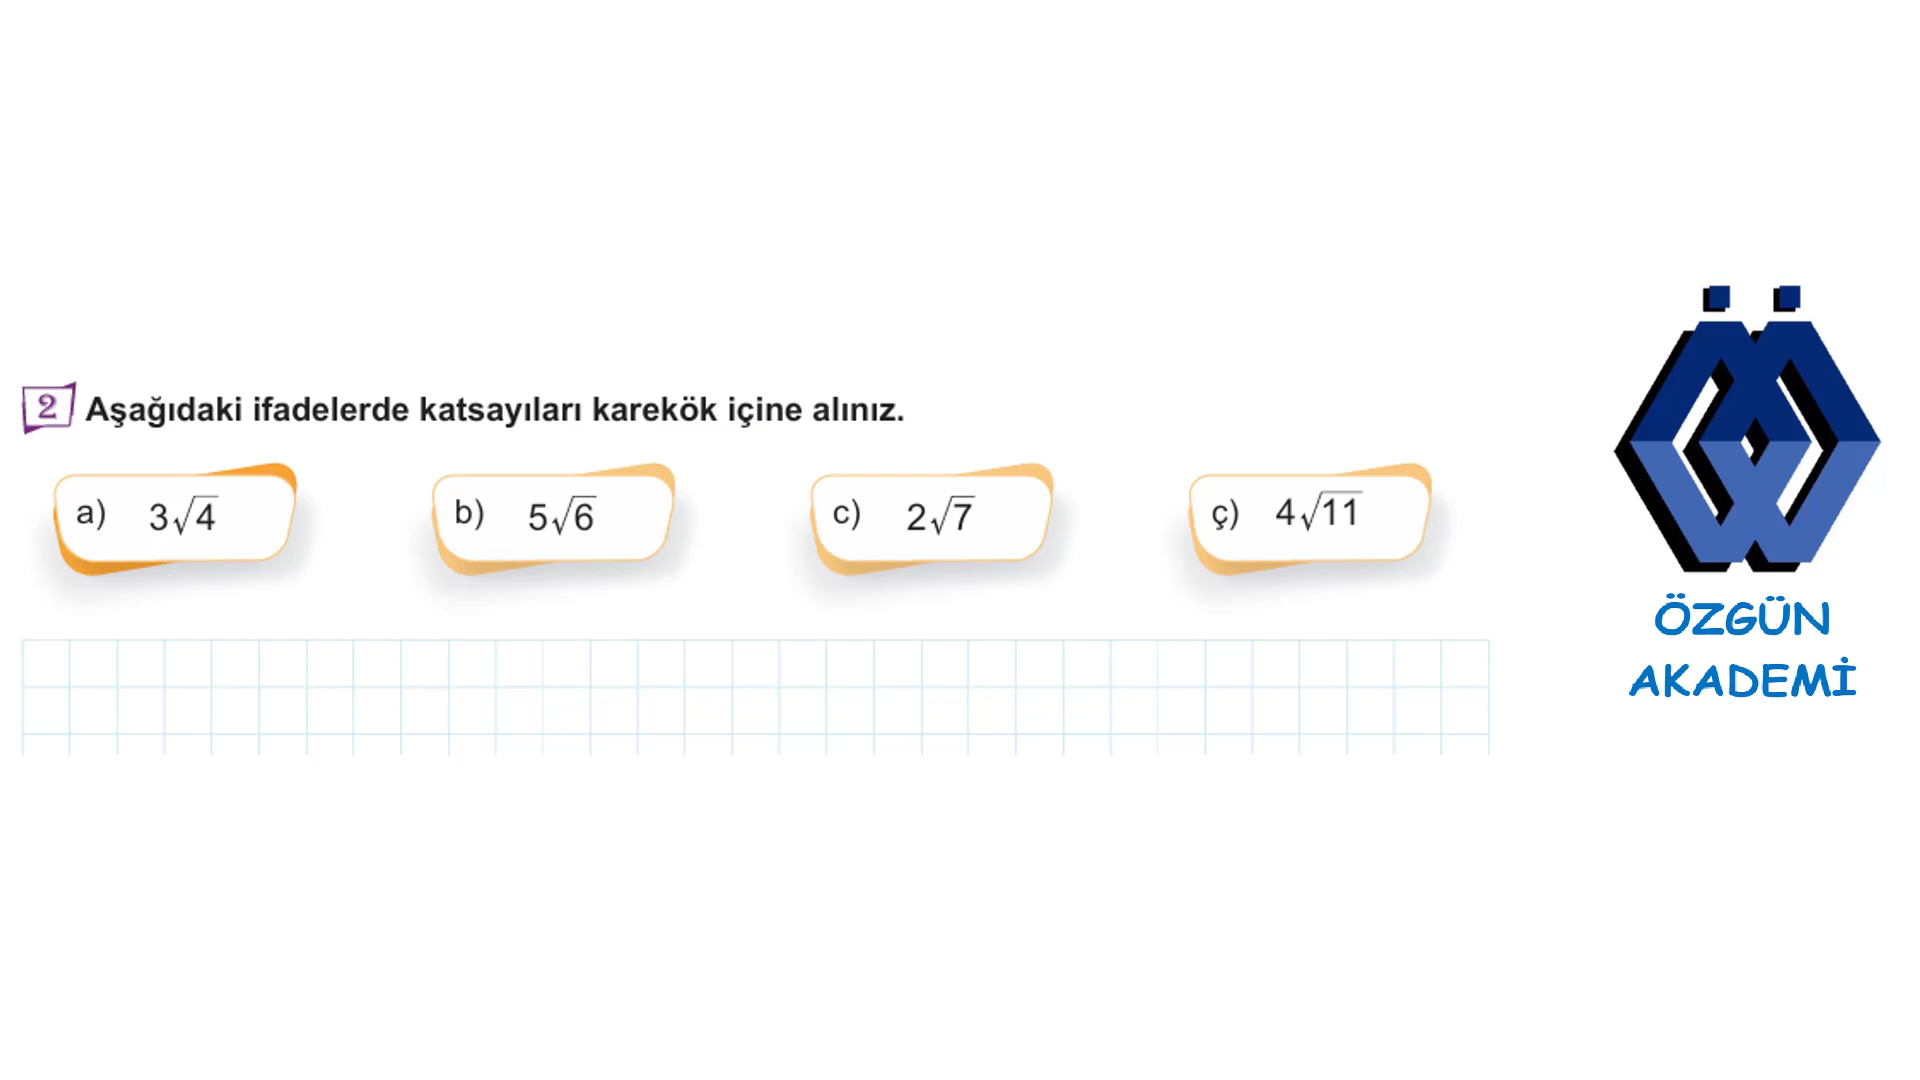 2 Aşağıdaki ifadelerde katsayıları karekök içine alınız.
a) 3√4 b) 5√6 c) 2√7 ç) 4√11
ÖZGÜN
AKADEMİ